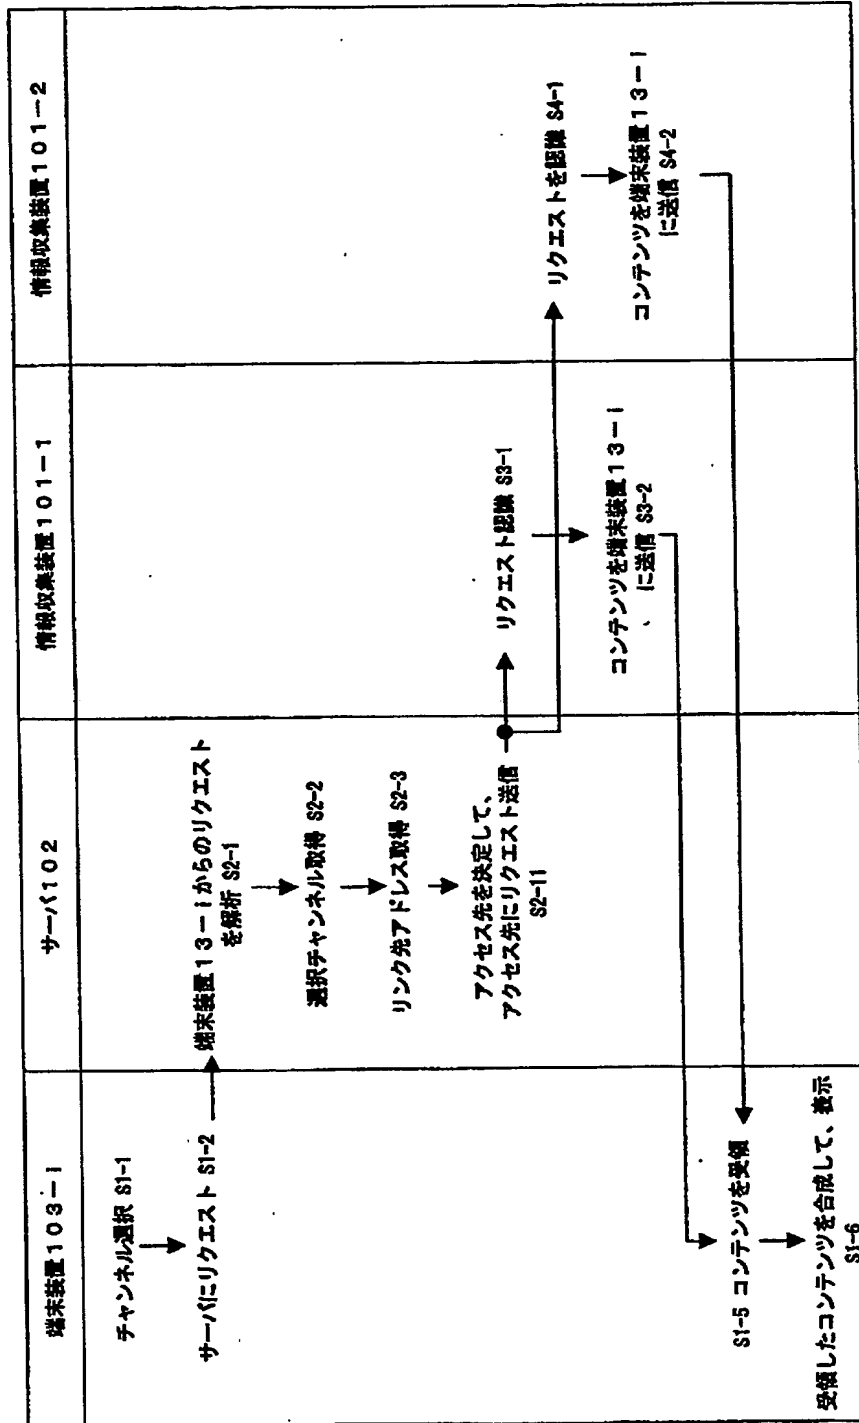 端末装置103-i
サーバ102
情報収集装置101-1
情報収集装置101-2
チャンネル選択 S1-1
サーバにリクエスト S1-2
端末装置13-iからのリクエスト
を解析 S2-1
選択チャンネル取得 S2-2
リンク先アドレス取得 S2-3
アクセス先を決定して、
アクセス先にリクエスト送信
S2-11
リクエスト認識 S3-1
コンテンツを端末装置13-i
に送信 S3-2
リクエストを認識 S4-1
コンテンツを端末装置13-i
に送信 S4-2
S1-5 コンテンツを受領
受領したコンテンツを合成して、表示
S1-6